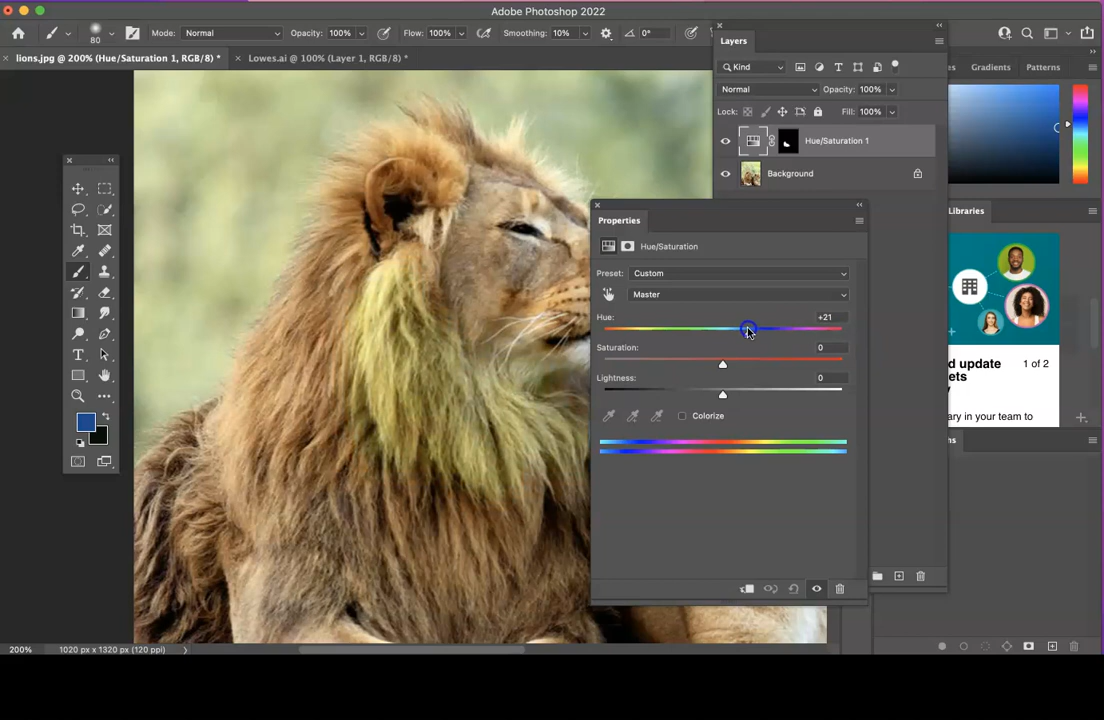 Adobe Photoshop 2022
80
Mode: Normal
Opacity: 100%
Flow: 100%
Smoothing: 10%
0°
lions.jpg @ 200% (Hue/Saturation 1, RGB/8) *
Lowes.ai @ 100% (Layer 1, RGB/8) *
Layers
Kind
Normal
Opacity: 100%
Lock:
Fill: 100%
Hue/Saturation 1
Background
Gradients
Patterns
Properties
Hue/Saturation
Preset: Custom
Master
Hue: +21
Saturation: 0
Lightness: 0
Colorize
Libraries
d update
ets
1 of 2
ary in your team to
ns
200%
1020 px x 1320 px (120 ppi)